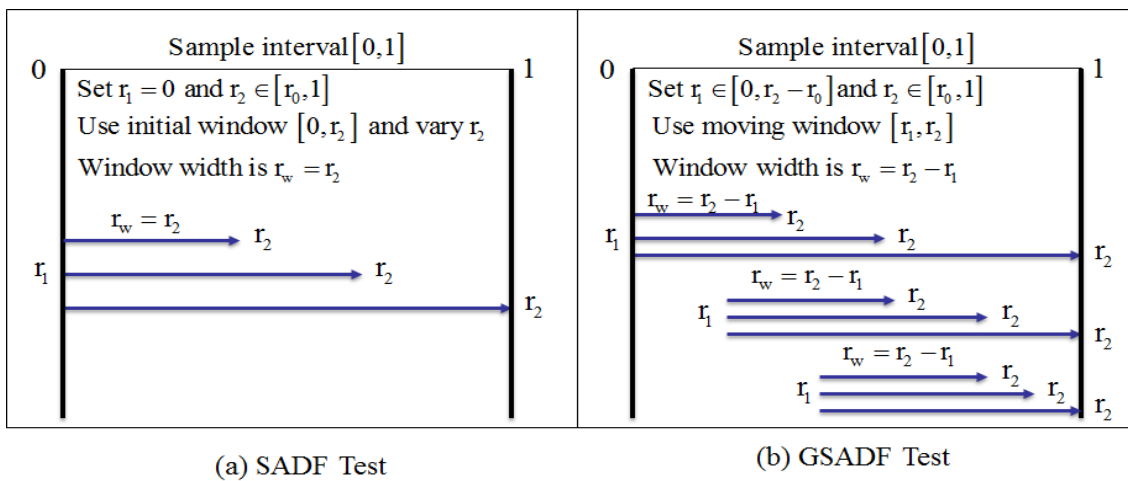 Sample interval[0,1]
0 1
Set r₁ = 0 and r₂ ∈[r₀,1]
Use initial window [0,r₂] and vary r₂
Window width is r_w = r₂
r_w = r₂
r₂
r₁
r₂
r₂
(a) SADF Test
Sample interval[0,1]
0 1
Set r₁ ∈[0,r₂ − r₀]and r₂ ∈[r₀,1]
Use moving window [r₁,r₂]
Window width is r_w = r₂ − r₁
r_w = r₂ − r₁
r₂
r₁
r₂
r₂
r_w = r₂ − r₁
r₂
r₁
r₂
r₂
r_w = r₂ − r₁
r₂
r₁
r₂
r₂
(b) GSADF Test